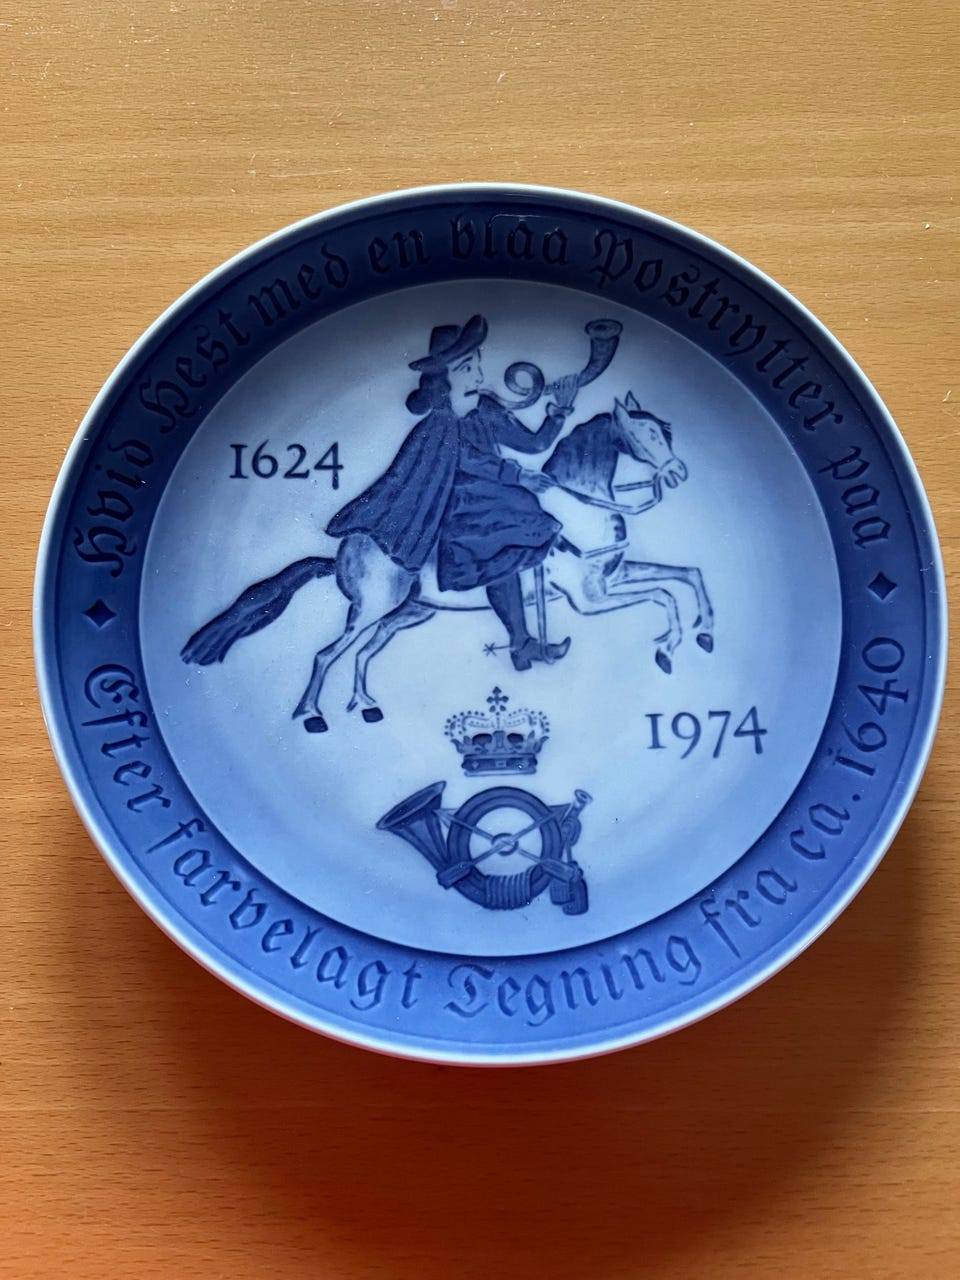 Hvid Hest med en blaa Postrytter paa
1624
1974
Efter farvelagt Tegning fra ca. 1640